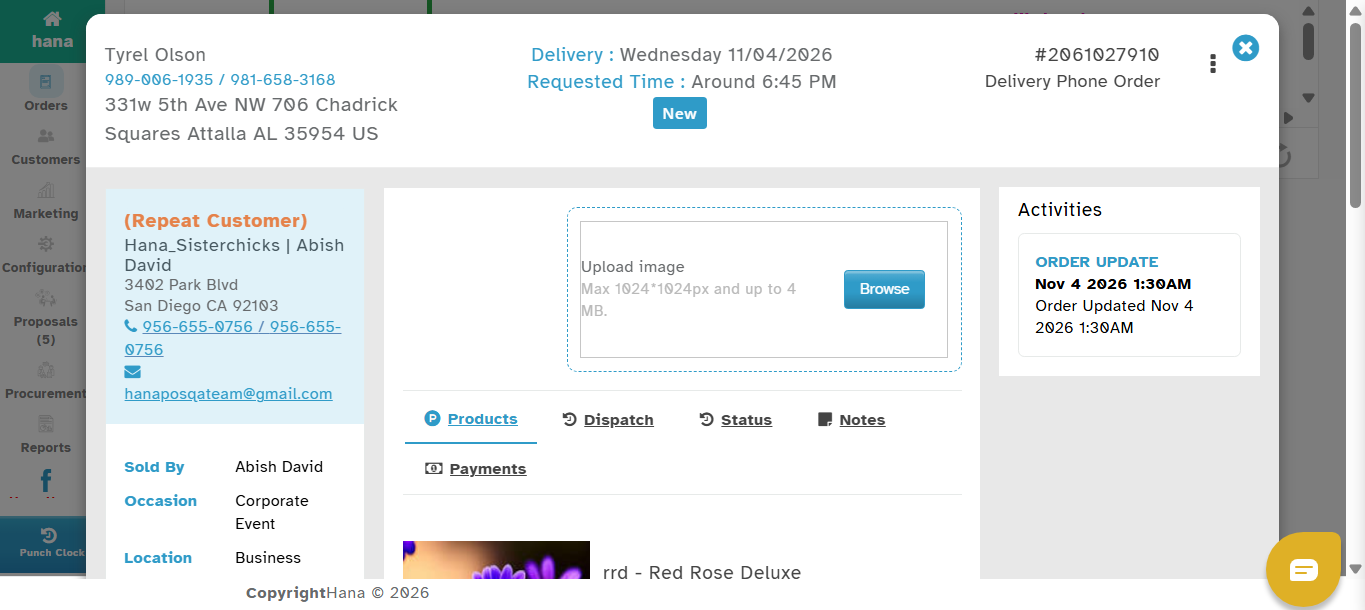 hana
Orders
Customers
Marketing
Configuration
Proposals
(5)
Procurement
Reports
Punch Clock
Tyrel Olson
989-006-1935 / 981-658-3168
331w 5th Ave NW 706 Chadrick
Squares Attalla AL 35954 US
Delivery : Wednesday 11/04/2026
Requested Time : Around 6:45 PM
New
#2061027910
Delivery Phone Order
(Repeat Customer)
Hana_Sisterchicks | Abish
David
3402 Park Blvd
San Diego CA 92103
956-655-0756 / 956-655-
0756
hanaposqateam@gmail.com
Sold By Abish David
Occasion Corporate
Event
Location Business
Upload image
Max 1024*1024px and up to 4
MB.
Browse
Products Dispatch Status Notes
Payments
rrd - Red Rose Deluxe
Activities
ORDER UPDATE
Nov 4 2026 1:30AM
Order Updated Nov 4
2026 1:30AM
CopyrightHana © 2026